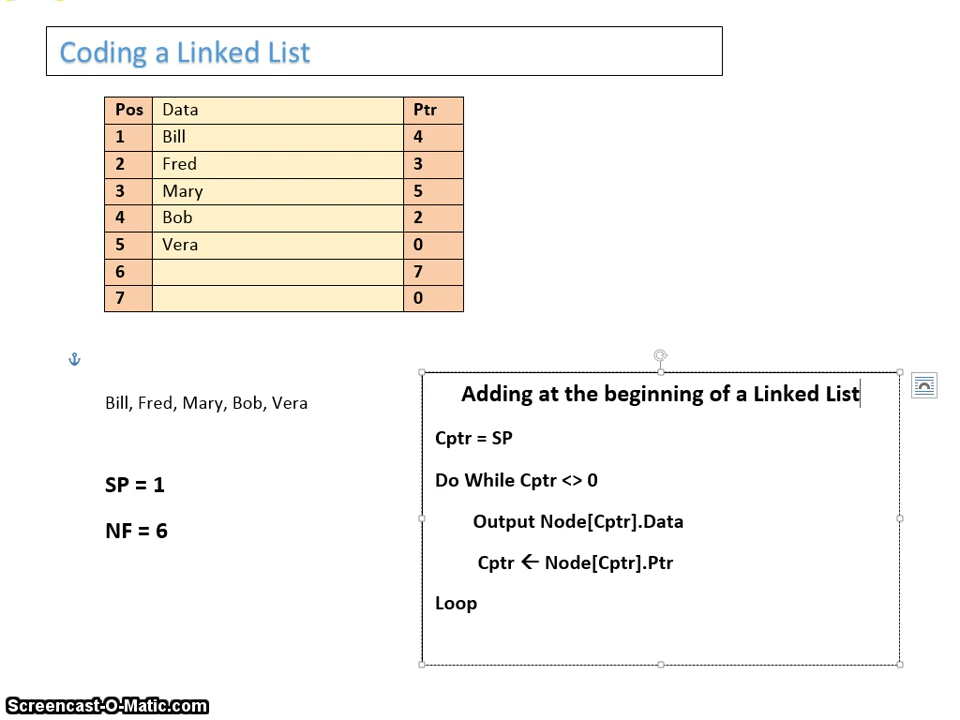 Coding a Linked List
Pos Data Ptr
1 Bill 4
2 Fred 3
3 Mary 5
4 Bob 2
5 Vera 0
6 7
7 0
Bill, Fred, Mary, Bob, Vera
SP = 1
NF = 6
Adding at the beginning of a Linked List
Cptr = SP
Do While Cptr <> 0
Output Node[Cptr].Data
Cptr ← Node[Cptr].Ptr
Loop
Screencast-O-Matic.com